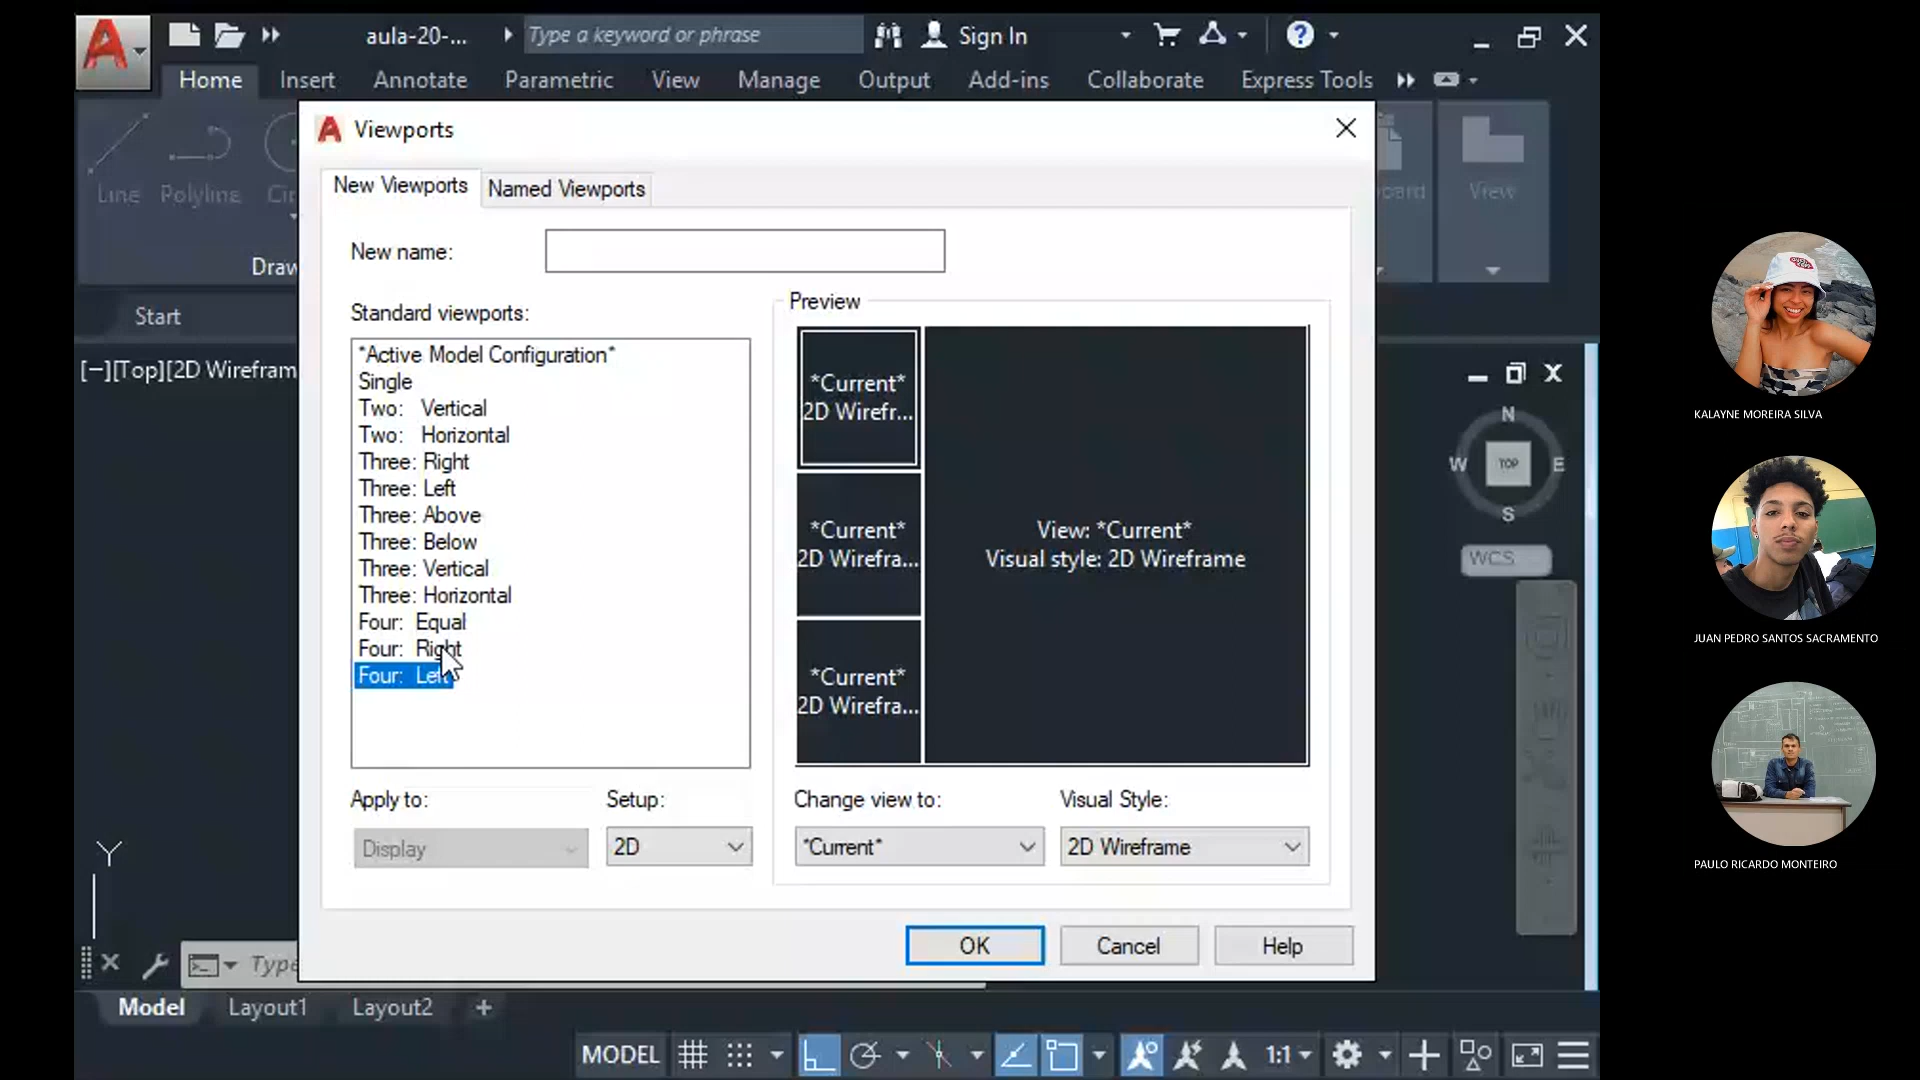 aula-20-...
Type a keyword or phrase
Sign In
Home Insert Annotate Parametric View Manage Output Add-ins Collaborate Express Tools
Viewports
Line Polyline
View
New Viewports Named Viewports
New name:
Draw
Start
Standard viewports:
*Active Model Configuration*
Single
Two: Vertical
Two: Horizontal
Three: Right
Three: Left
Three: Above
Three: Below
Three: Vertical
Three: Horizontal
Four: Equal
Four: Right
Four: Left
Preview
*Current*
2D Wirefr...
*Current*
2D Wirefra...
*Current*
2D Wirefra...
View: *Current*
Visual style: 2D Wireframe
Apply to:
Display
Setup:
2D
Change view to:
*Current*
Visual Style:
2D Wireframe
OK Cancel Help
[−][Top][2D Wirefram
N
W TOP E
S
WCS
Y
Type
Model Layout1 Layout2 +
MODEL 1:1
KALAYNE MOREIRA SILVA
JUAN PEDRO SANTOS SACRAMENTO
PAULO RICARDO MONTEIRO